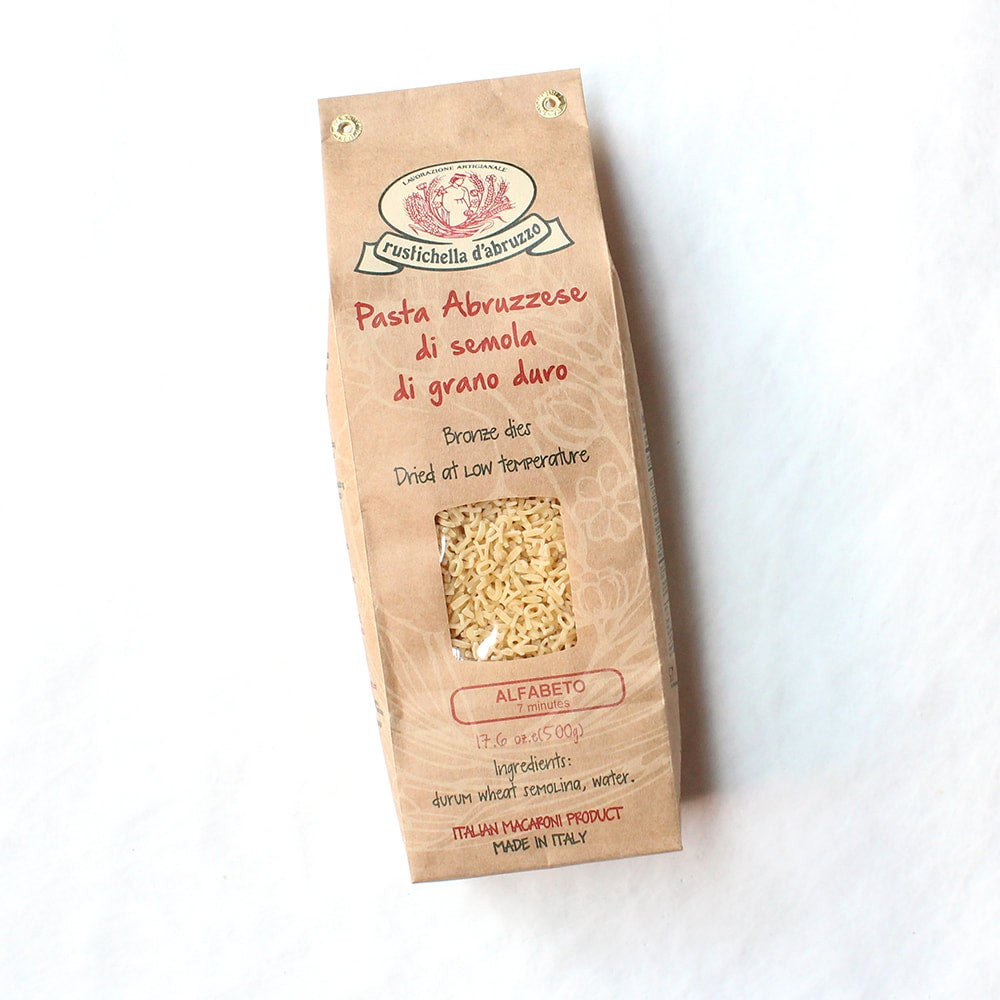 LAVORAZIONE ARTIGIANALE
rustichella d'abruzzo
Pasta Abruzzese
di semola
di grano duro
Bronze dies
Dried at low temperature
ALFABETO
7 minutes
17.6 oz.e(500g)
Ingredients:
durum wheat semolina, water.
ITALIAN MACARONI PRODUCT
MADE IN ITALY